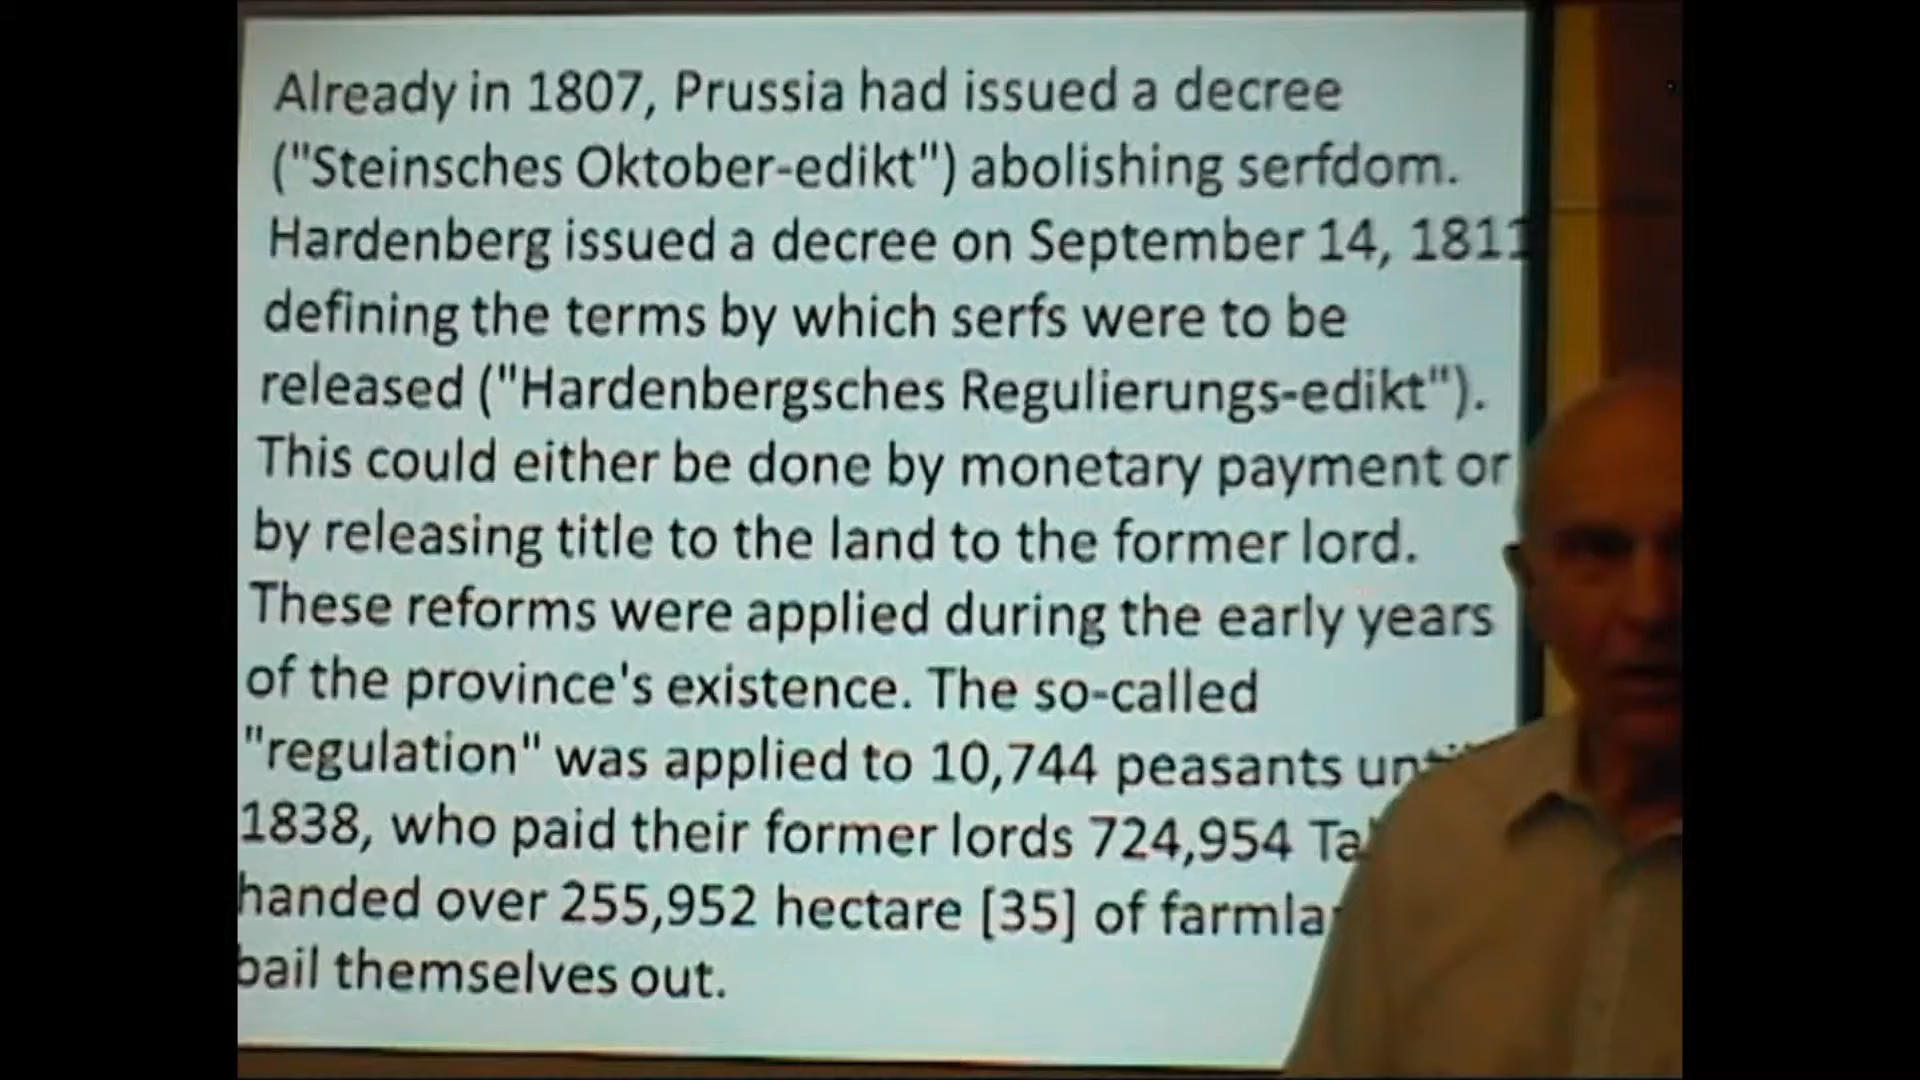 Already in 1807, Prussia had issued a decree
("Steinsches Oktober-edikt") abolishing serfdom.
Hardenberg issued a decree on September 14, 1811
defining the terms by which serfs were to be
released ("Hardenbergsches Regulierungs-edikt").
This could either be done by monetary payment or
by releasing title to the land to the former lord.
These reforms were applied during the early years
of the province's existence. The so-called
"regulation" was applied to 10,744 peasants
1838, who paid their former lords 724,954
handed over 255,952 hectare [35] of
bail themselves out.